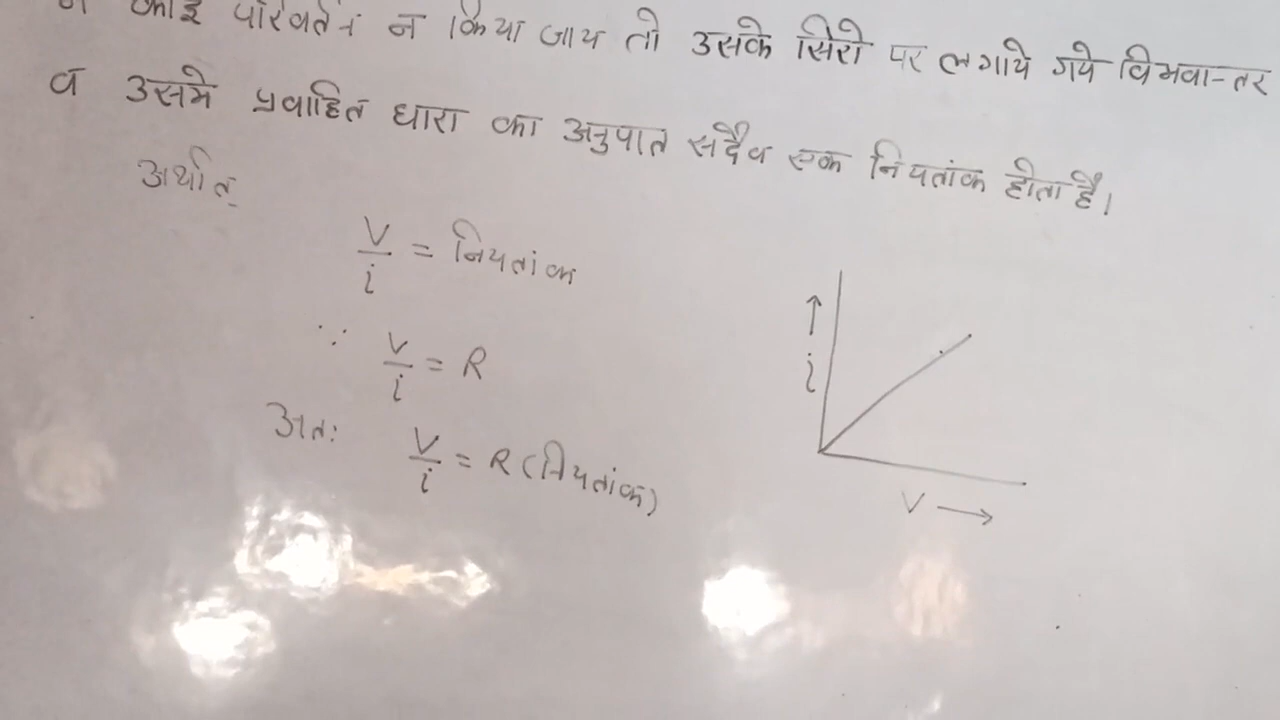 में कोई परिवर्तन न किया जाय तो उसके सिरो पर लगाये गये विभवान्तर
व उसमे प्रवाहित धारा का अनुपात सदैव एक नियतांक होता है।
अर्थात्
V/i = नियतांक
∵ V/i = R
अतः V/i = R (नियतांक)
↑
i
V →